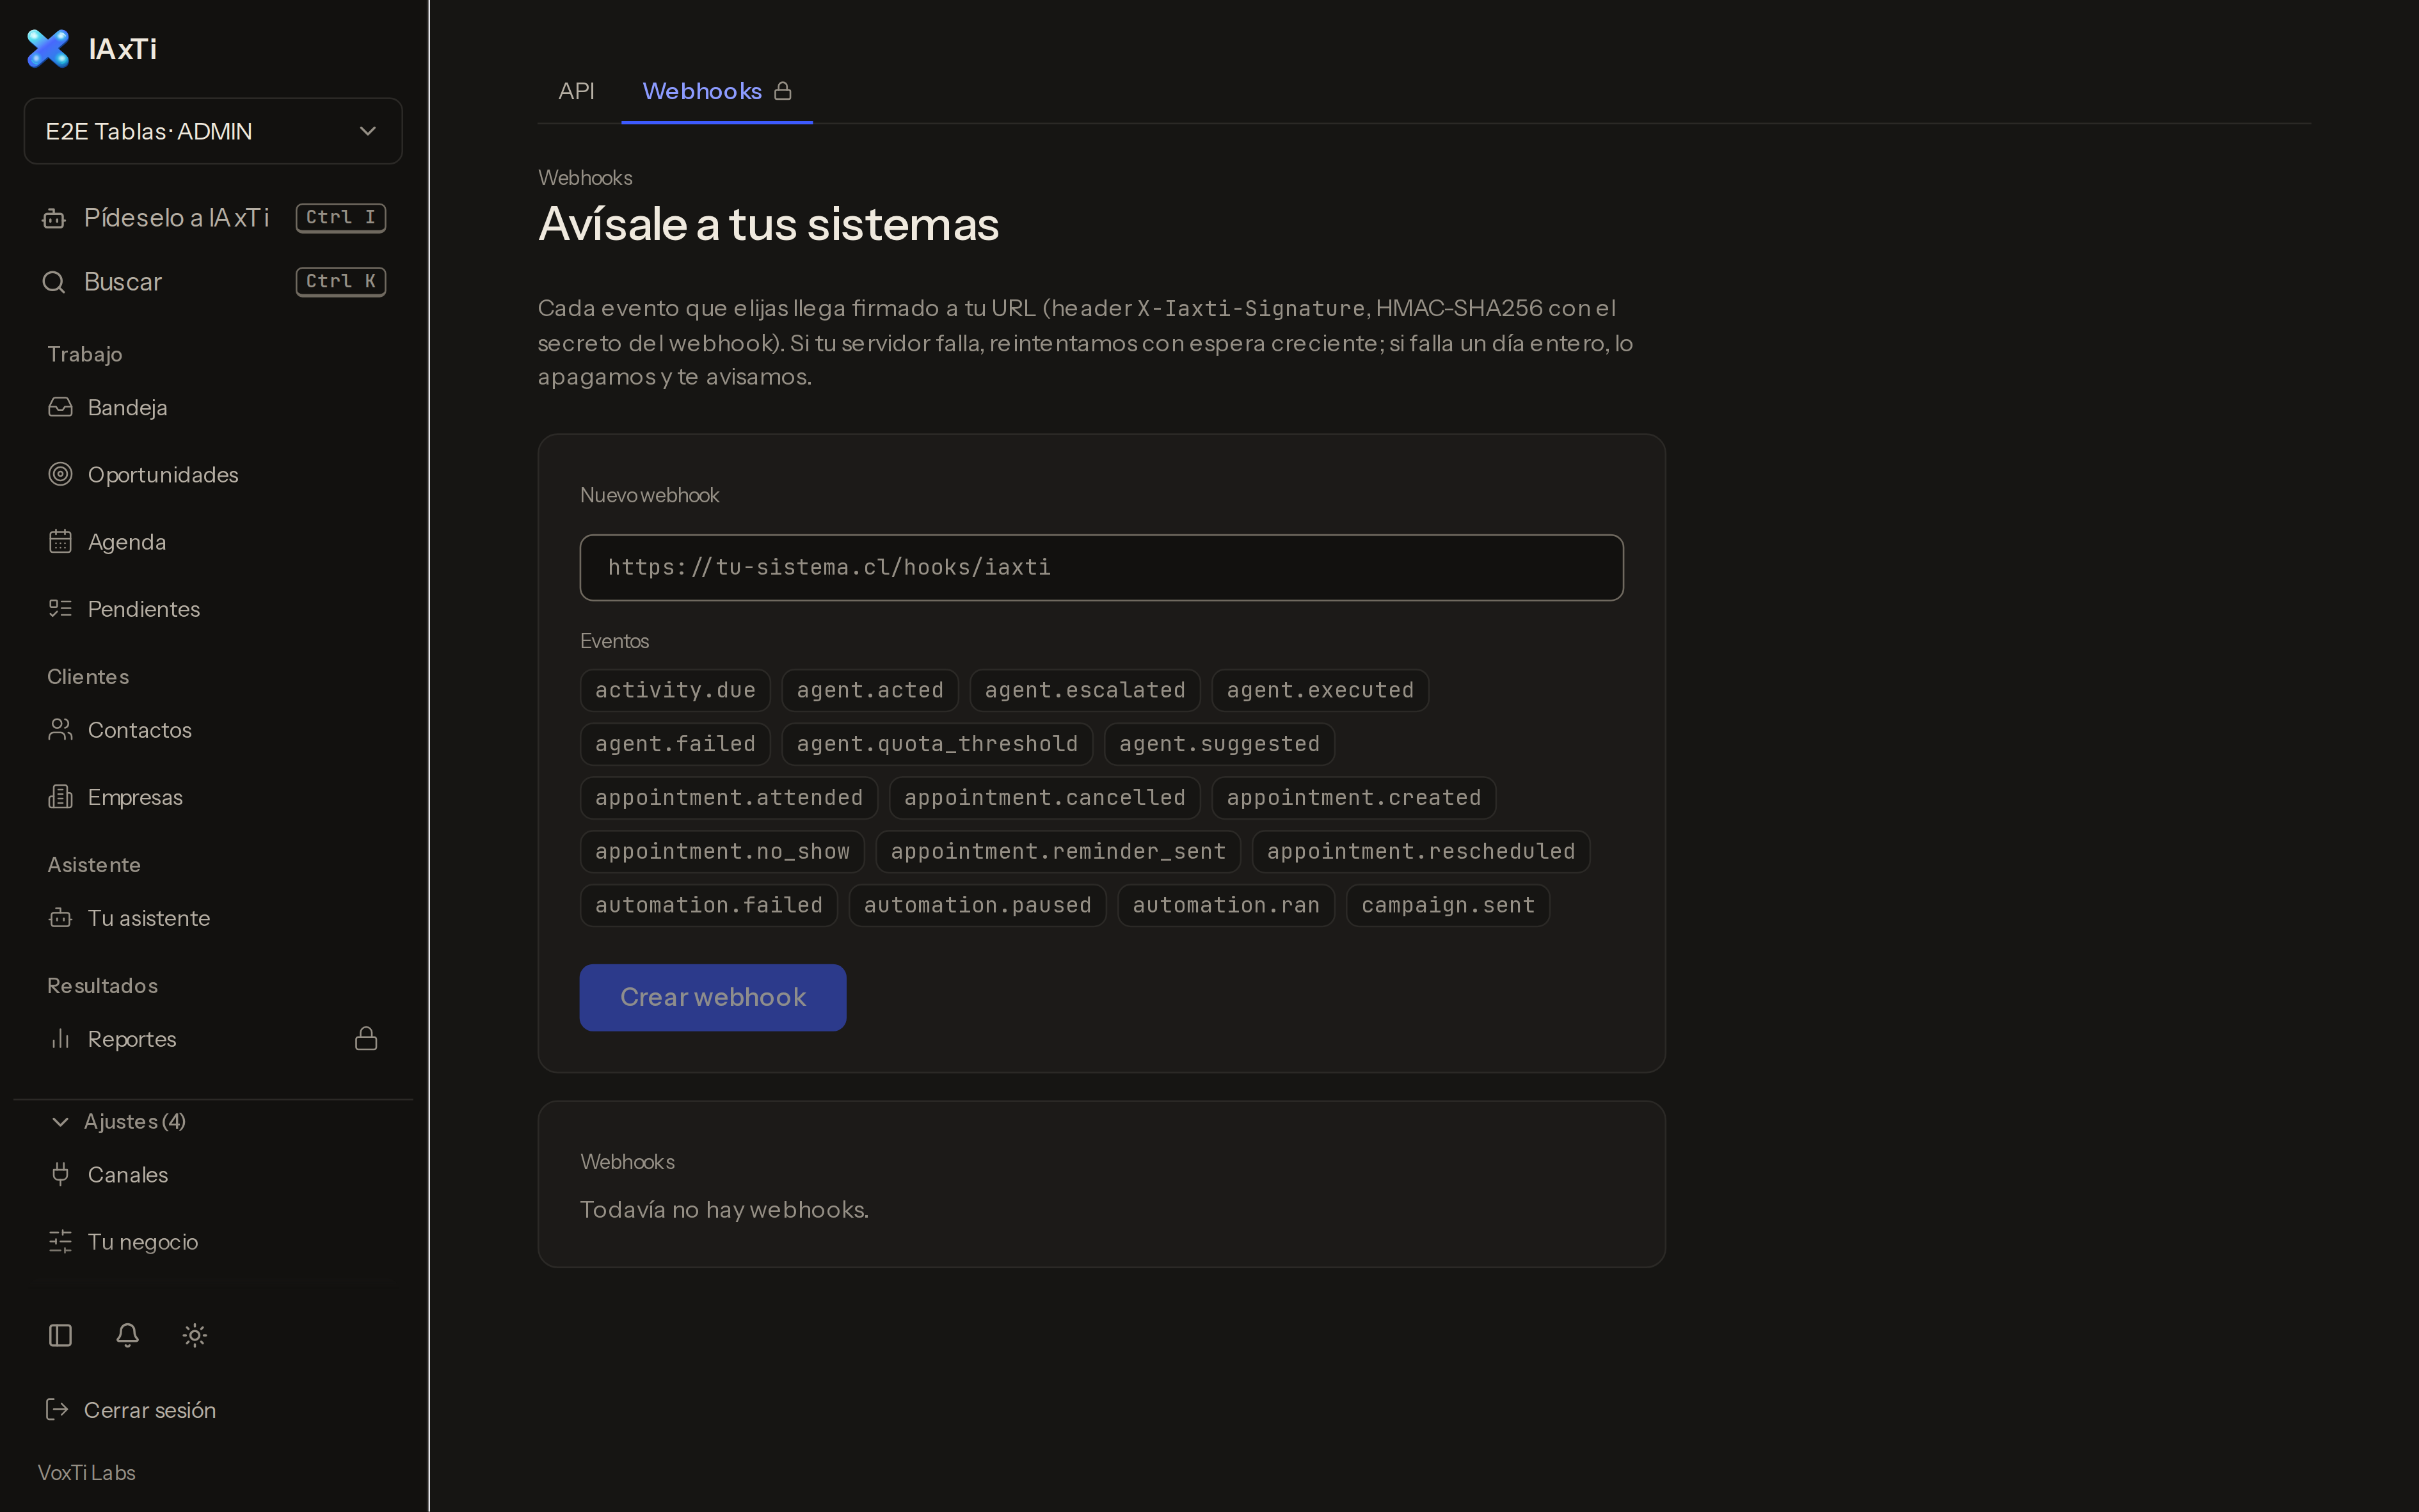 IAxTi
E2E Tablas · ADMIN
Pídeselo a IAxTi Ctrl I
Buscar Ctrl K
Trabajo
Bandeja
Oportunidades
Agenda
Pendientes
Clientes
Contactos
Empresas
Asistente
Tu asistente
Resultados
Reportes
Ajustes (4)
Canales
Tu negocio
Cerrar sesión
VoxTi Labs
API Webhooks
Webhooks
Avísale a tus sistemas
Cada evento que elijas llega firmado a tu URL (header X-Iaxti-Signature, HMAC-SHA256 con el
secreto del webhook). Si tu servidor falla, reintentamos con espera creciente; si falla un día entero, lo
apagamos y te avisamos.
Nuevo webhook
https://tu-sistema.cl/hooks/iaxti
Eventos
activity.due agent.acted agent.escalated agent.executed
agent.failed agent.quota_threshold agent.suggested
appointment.attended appointment.cancelled appointment.created
appointment.no_show appointment.reminder_sent appointment.rescheduled
automation.failed automation.paused automation.ran campaign.sent
Crear webhook
Webhooks
Todavía no hay webhooks.